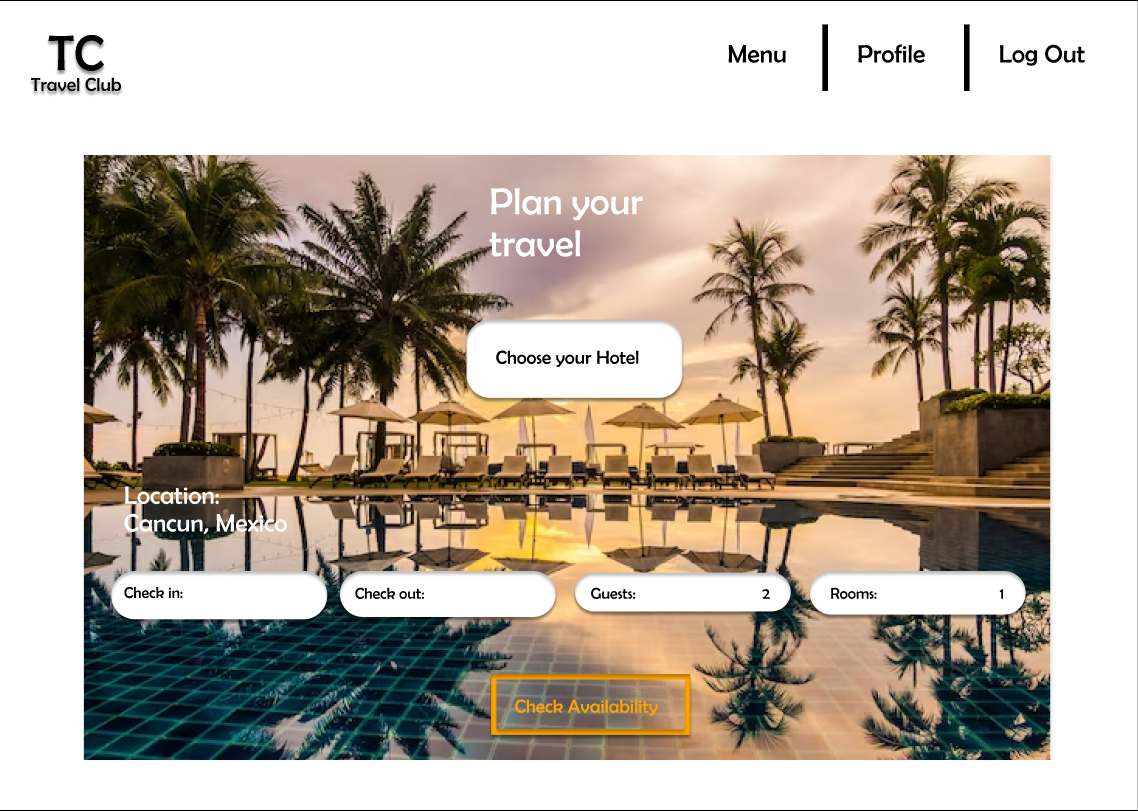 TC
Travel Club
Menu
Profile
Log Out
Plan your
travel
Choose your Hotel
Location:
Cancun, Mexico
Check in:
Check out:
Guests: 2
Rooms: 1
Check Availability